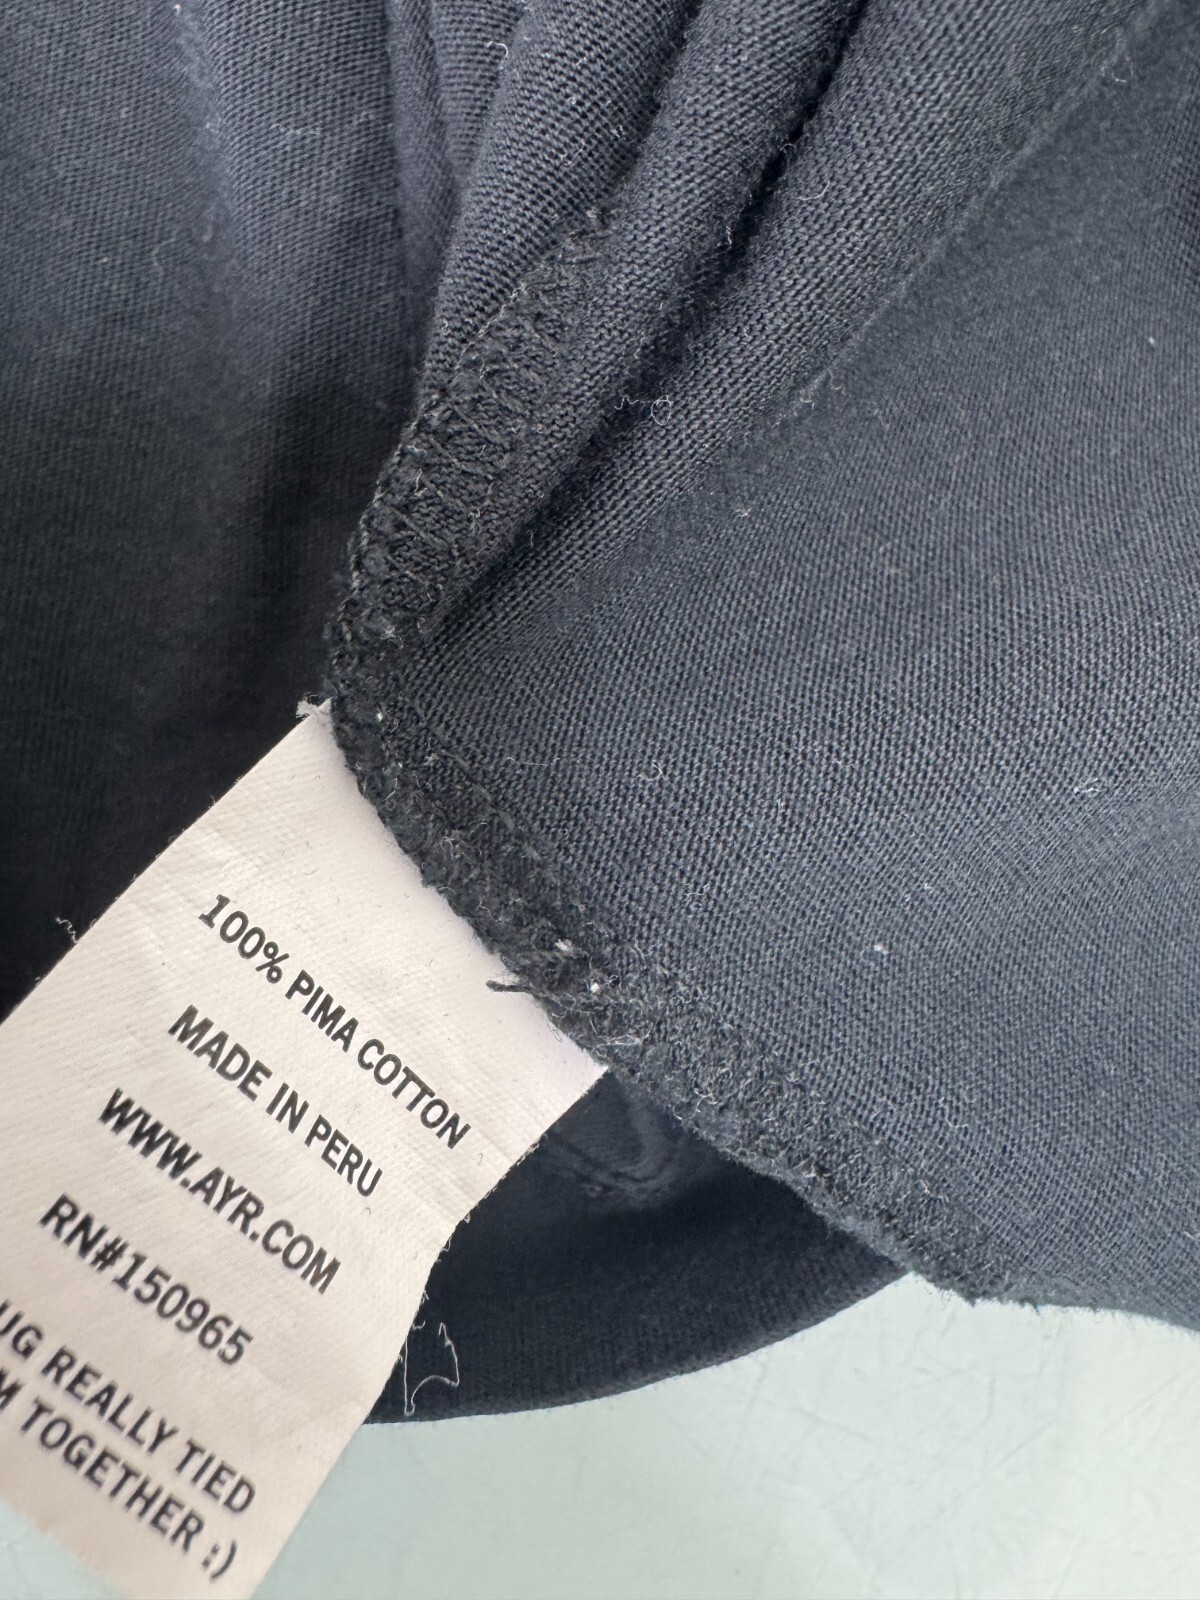 100% PIMA COTTON
MADE IN PERU
WWW.AYR.COM
RN#150965
REALLY TIED
TOGETHER :)